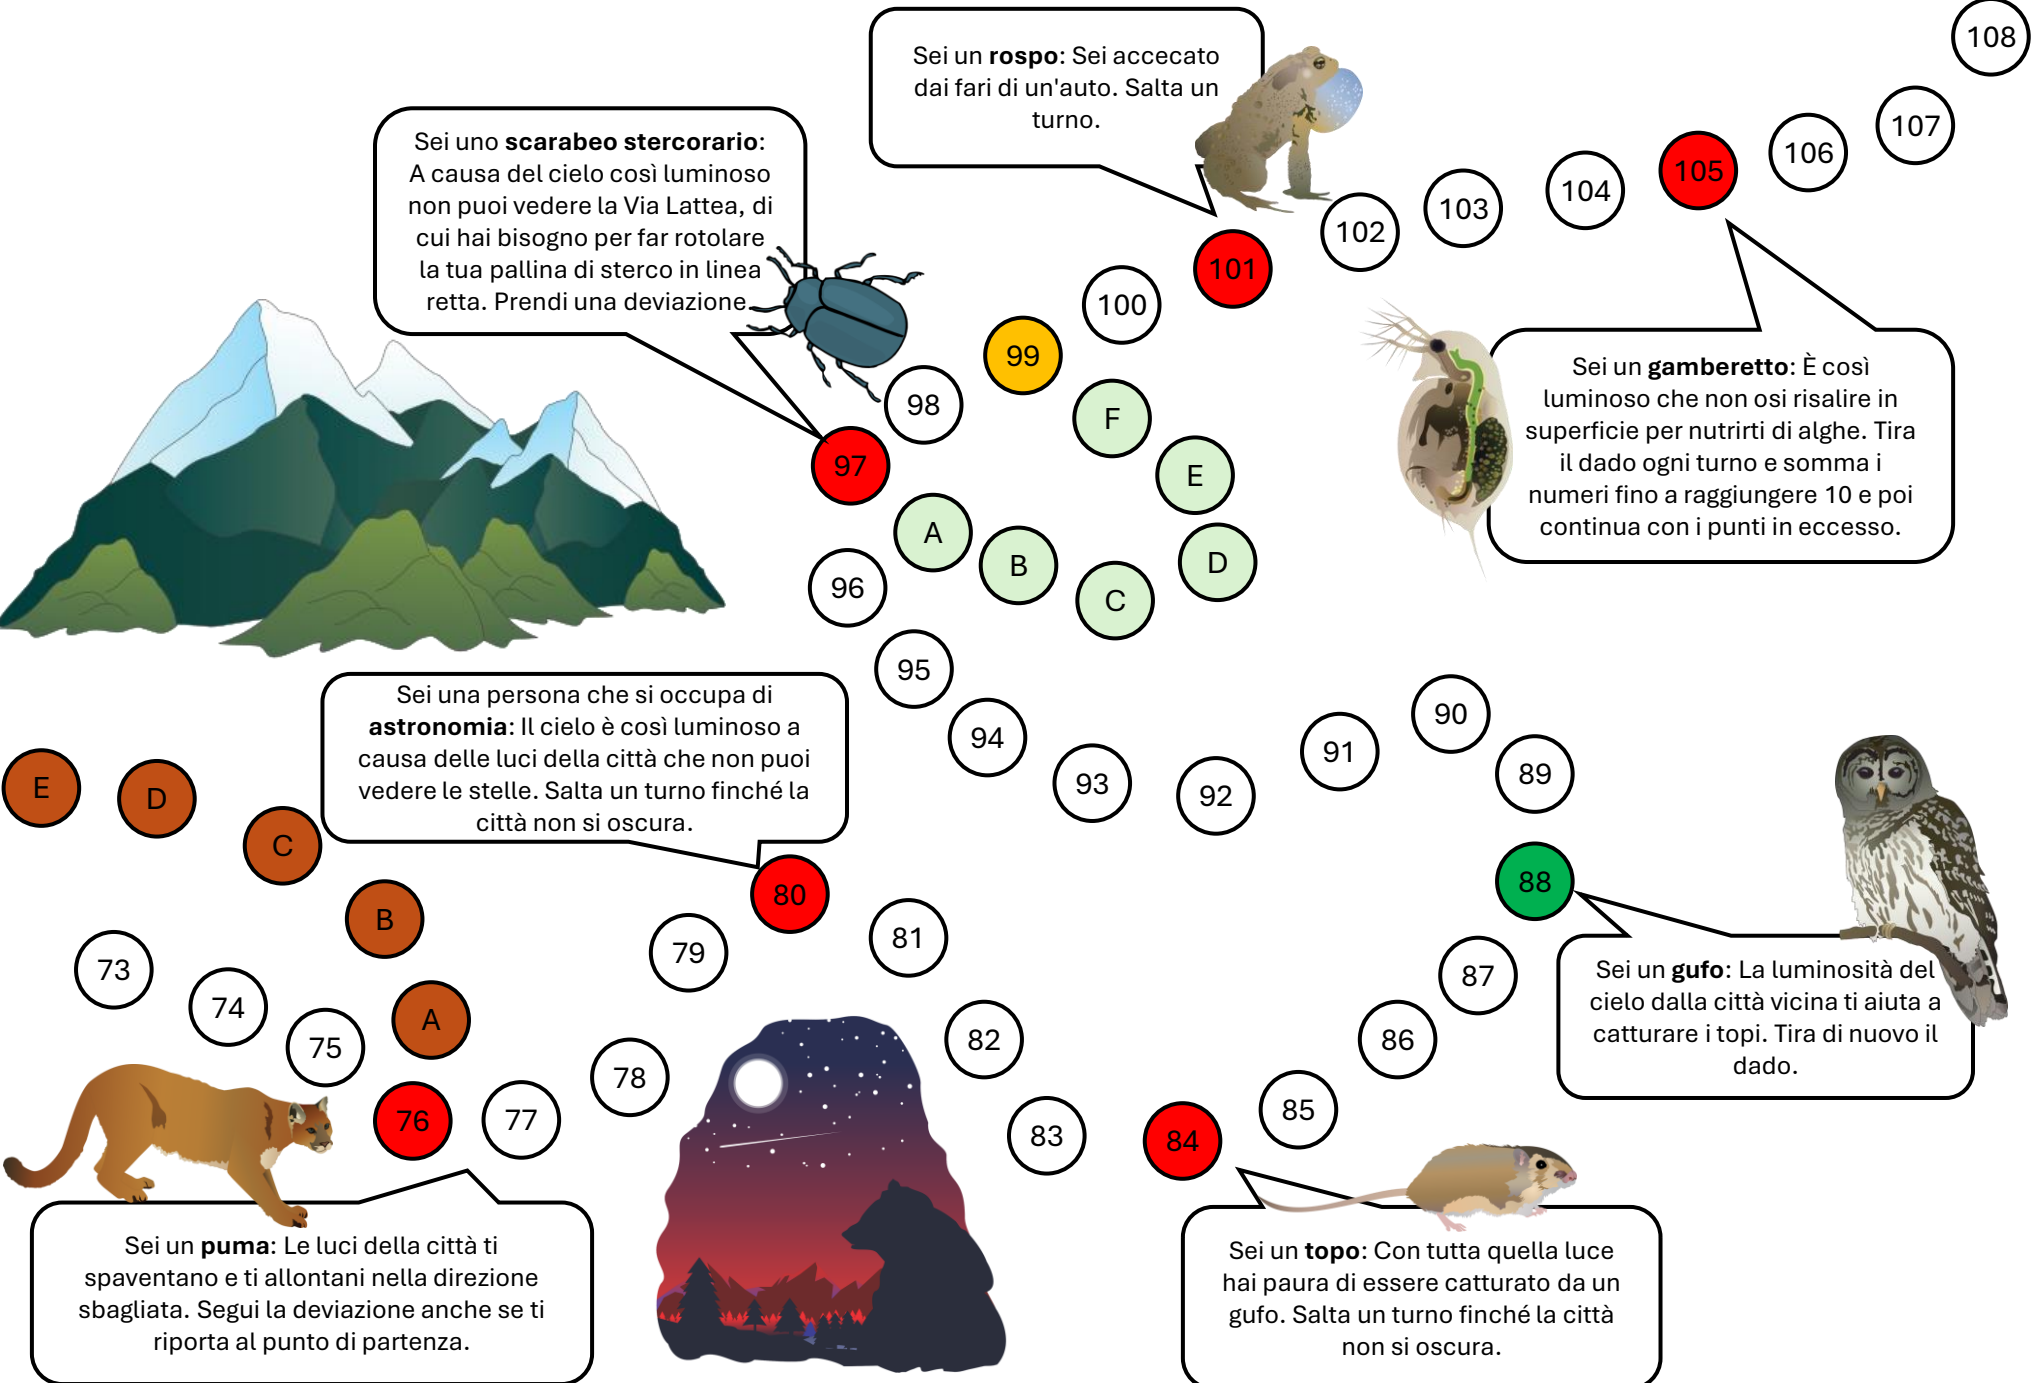 108
Sei un rospo: Sei accecato
dai fari di un'auto. Salta un
turno.
107
106
105
104
103
102
101
100
99
98
97
Sei uno scarabeo stercorario:
A causa del cielo così luminoso
non puoi vedere la Via Lattea, di
cui hai bisogno per far rotolare
la tua pallina di sterco in linea
retta. Prendi una deviazione.
Sei un gamberetto: È così
luminoso che non osi risalire in
superficie per nutrirti di alghe. Tira
il dado ogni turno e somma i
numeri fino a raggiungere 10 e poi
continua con i punti in eccesso.
F
E
D
C
B
A
96
95
94
93
92
91
90
89
88
Sei una persona che si occupa di
astronomia: Il cielo è così luminoso a
causa delle luci della città che non puoi
vedere le stelle. Salta un turno finché la
città non si oscura.
E
D
C
B
A
73
74
75
76
77
78
79
80
81
82
83
84
85
86
87
Sei un gufo: La luminosità del
cielo dalla città vicina ti aiuta a
catturare i topi. Tira di nuovo il
dado.
Sei un puma: Le luci della città ti
spaventano e ti allontani nella direzione
sbagliata. Segui la deviazione anche se ti
riporta al punto di partenza.
Sei un topo: Con tutta quella luce
hai paura di essere catturato da un
gufo. Salta un turno finché la città
non si oscura.